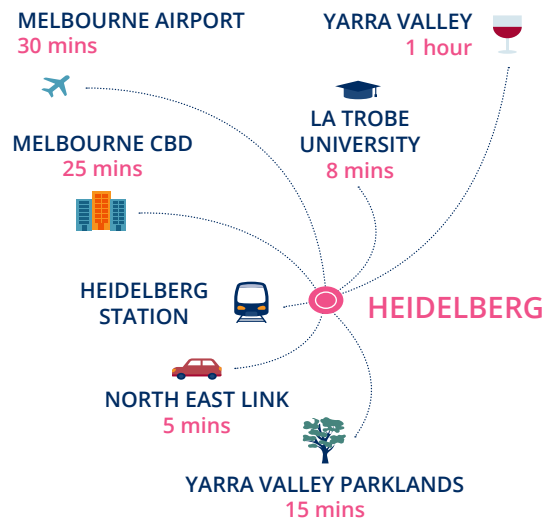 MELBOURNE AIRPORT
30 mins
YARRA VALLEY
1 hour
LA TROBE
UNIVERSITY
8 mins
MELBOURNE CBD
25 mins
HEIDELBERG
STATION
HEIDELBERG
NORTH EAST LINK
5 mins
YARRA VALLEY PARKLANDS
15 mins